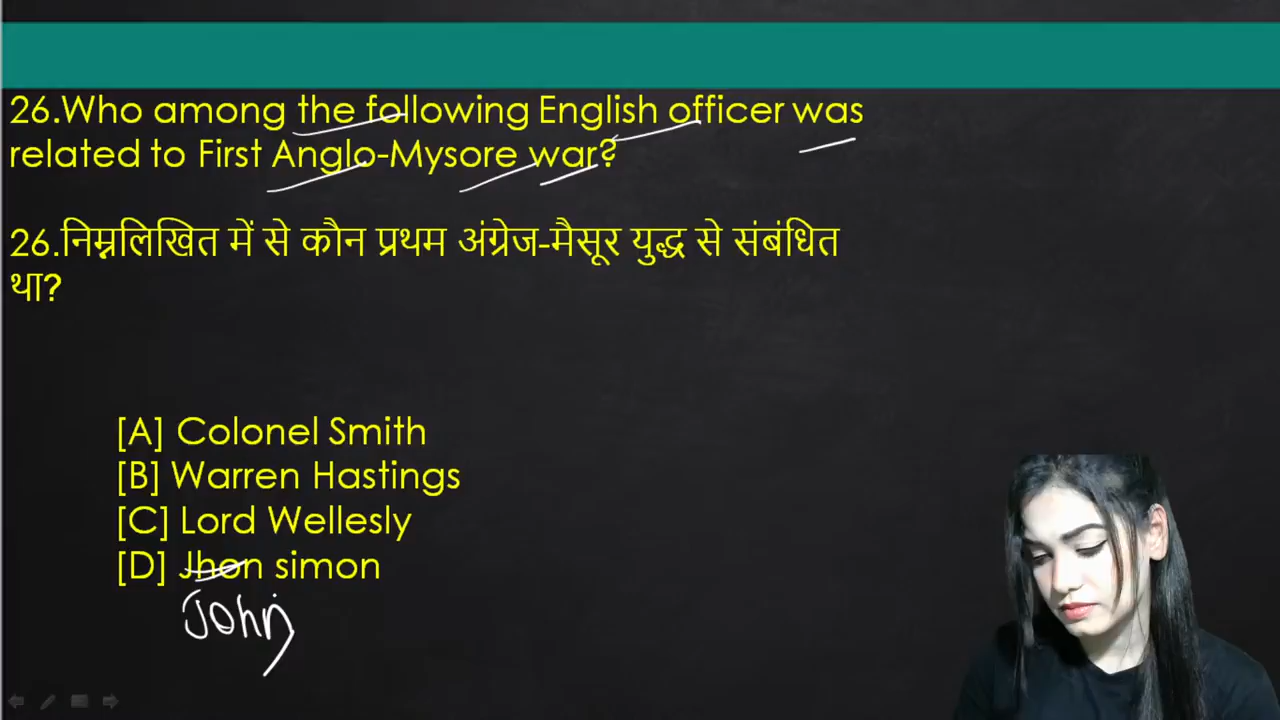 26.Who among the following English officer was
related to First Anglo-Mysore war?
26.निम्नलिखित में से कौन प्रथम अंग्रेज-मैसूर युद्ध से संबंधित
था?
[A] Colonel Smith
[B] Warren Hastings
[C] Lord Wellesly
[D] Jhon simon
John